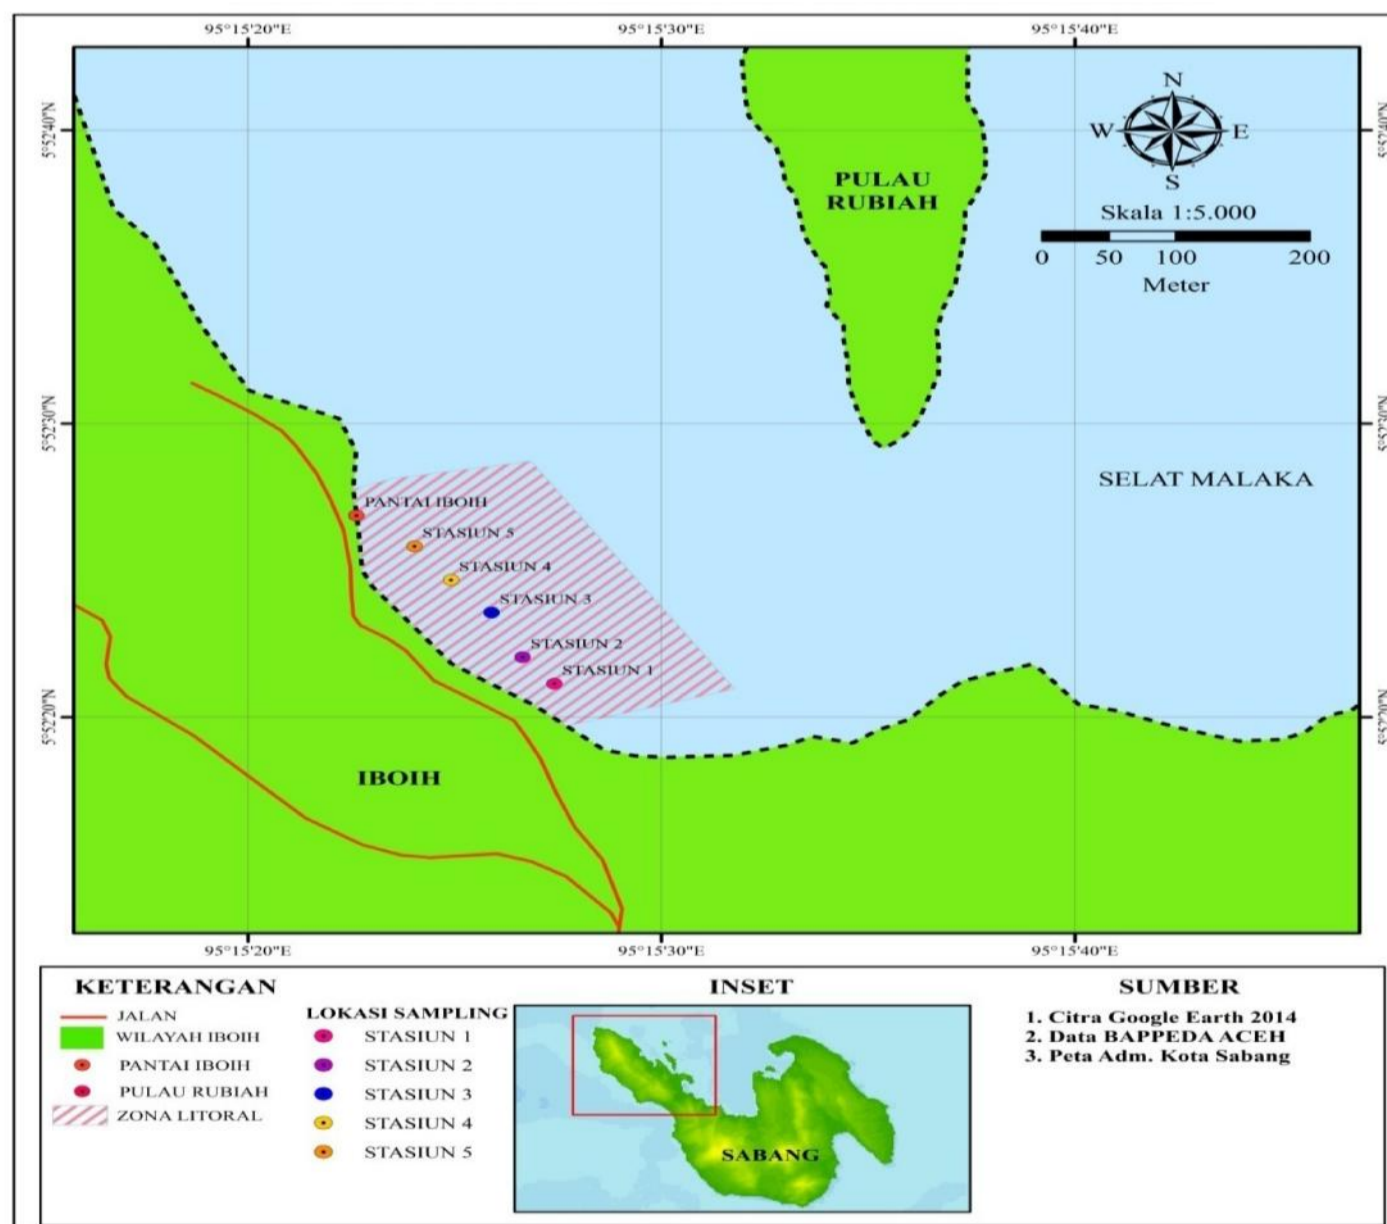 95°15'20"E
95°15'30"E
95°15'40"E
5°52'40"N
5°52'30"N
5°52'20"N
N
W
E
S
Skala 1:5.000
0 50 100 200
Meter
PULAU
RUBIAH
SELAT MALAKA
PANTAI IBOIH
STASIUN 5
STASIUN 4
STASIUN 3
STASIUN 2
STASIUN 1
IBOIH
95°15'20"E
95°15'30"E
95°15'40"E
KETERANGAN
JALAN
WILAYAH IBOIH
PANTAI IBOIH
PULAU RUBIAH
ZONA LITORAL
LOKASI SAMPLING
STASIUN 1
STASIUN 2
STASIUN 3
STASIUN 4
STASIUN 5
INSET
SABANG
SUMBER
1. Citra Google Earth 2014
2. Data BAPPEDA ACEH
3. Peta Adm. Kota Sabang